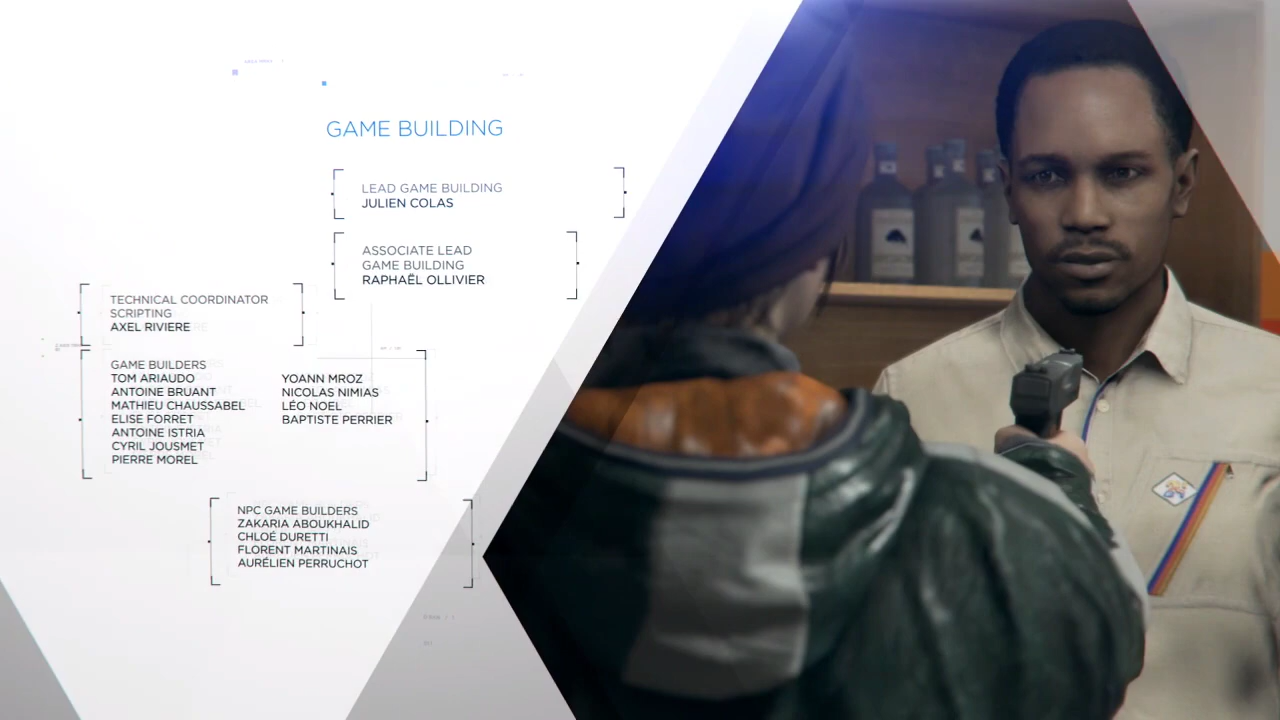 GAME BUILDING
LEAD GAME BUILDING
JULIEN COLAS
ASSOCIATE LEAD
GAME BUILDING
RAPHAËL OLLIVIER
TECHNICAL COORDINATOR
SCRIPTING
AXEL RIVIERE
GAME BUILDERS
TOM ARIAUDO
ANTOINE BRUANT
MATHIEU CHAUSSABEL
ELISE FORRET
ANTOINE ISTRIA
CYRIL JOUSMET
PIERRE MOREL
YOANN MROZ
NICOLAS NIMIAS
LÉO NOEL
BAPTISTE PERRIER
NPC GAME BUILDERS
ZAKARIA ABOUKHALID
CHLOÉ DURETTI
FLORENT MARTINAIS
AURÉLIEN PERRUCHOT